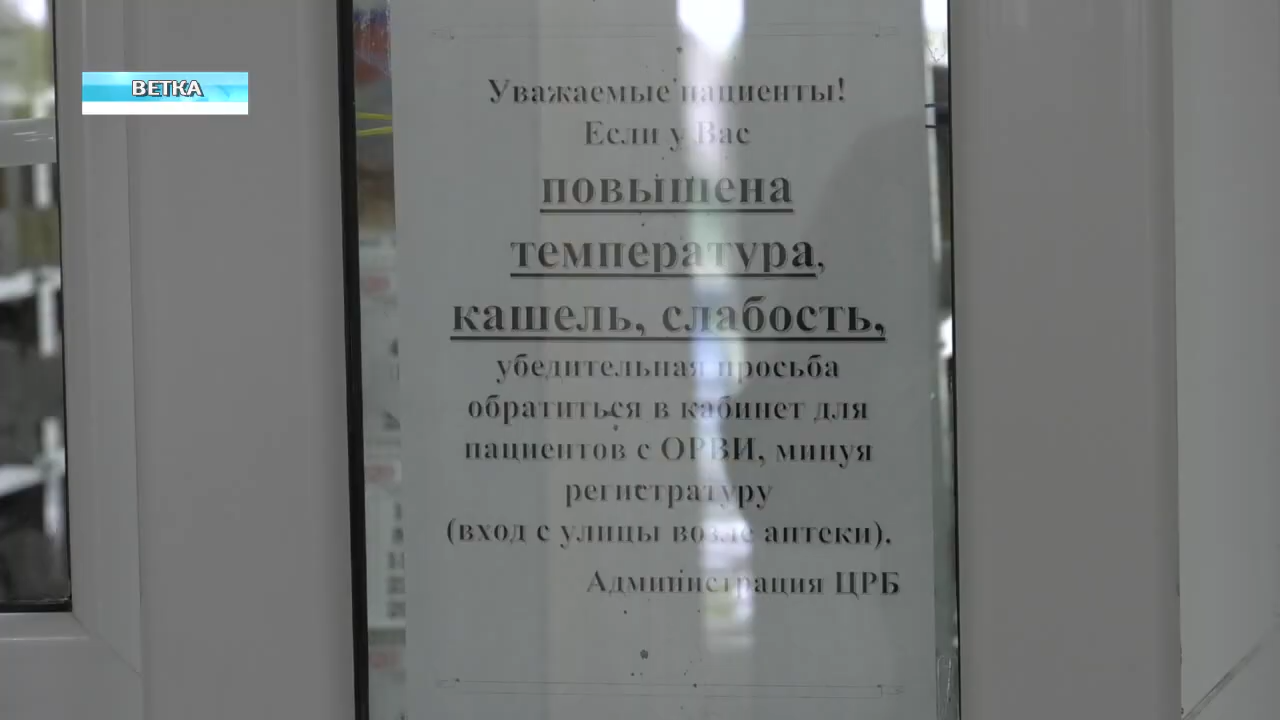 ВЕТКА
Уважаемые пациенты!
Если у Вас
повышена
температура,
кашель, слабость,
убедительная просьба
обратиться в кабинет для
пациентов с ОРВИ, минуя
регистратуру
(вход с улицы возле аптеки).
Администрация ЦРБ